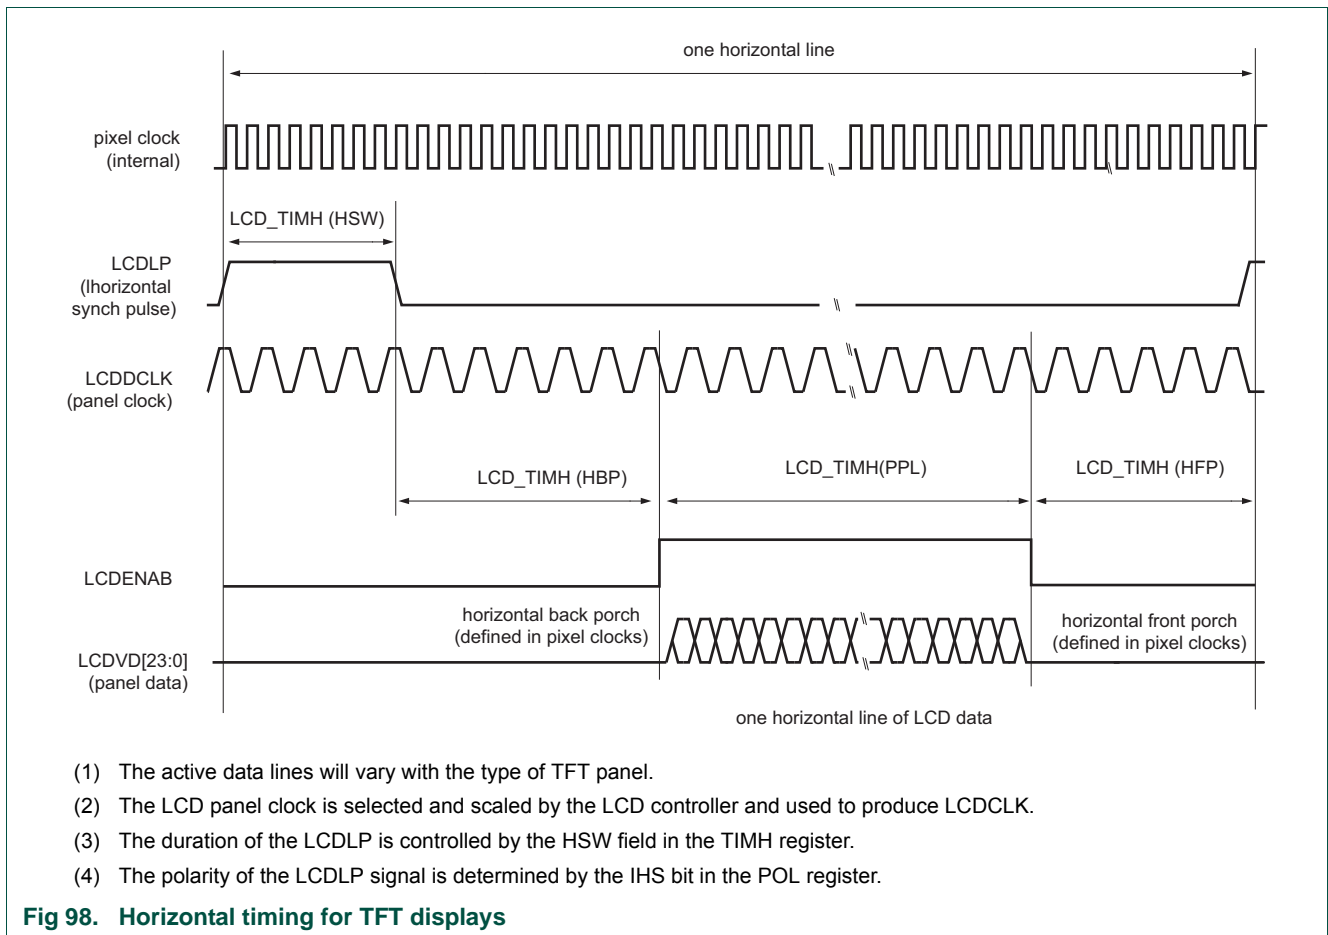 one horizontal line
pixel clock
(internal)
LCD_TIMH (HSW)
LCDLP
(lhorizontal
synch pulse)
LCDDCLK
(panel clock)
LCD_TIMH (HBP)
LCD_TIMH(PPL)
LCD_TIMH (HFP)
LCDENAB
horizontal back porch
(defined in pixel clocks)
horizontal front porch
(defined in pixel clocks)
LCDVD[23:0]
(panel data)
one horizontal line of LCD data
(1) The active data lines will vary with the type of TFT panel.
(2) The LCD panel clock is selected and scaled by the LCD controller and used to produce LCDCLK.
(3) The duration of the LCDLP is controlled by the HSW field in the TIMH register.
(4) The polarity of the LCDLP signal is determined by the IHS bit in the POL register.
Fig 98. Horizontal timing for TFT displays